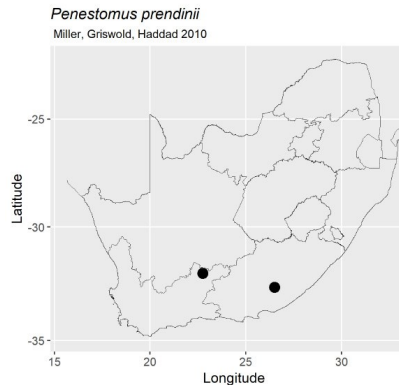 Penestomus prendinii
Miller, Griswold, Haddad 2010
-25
-30
-35
Latitude
15
20
25
30
Longitude